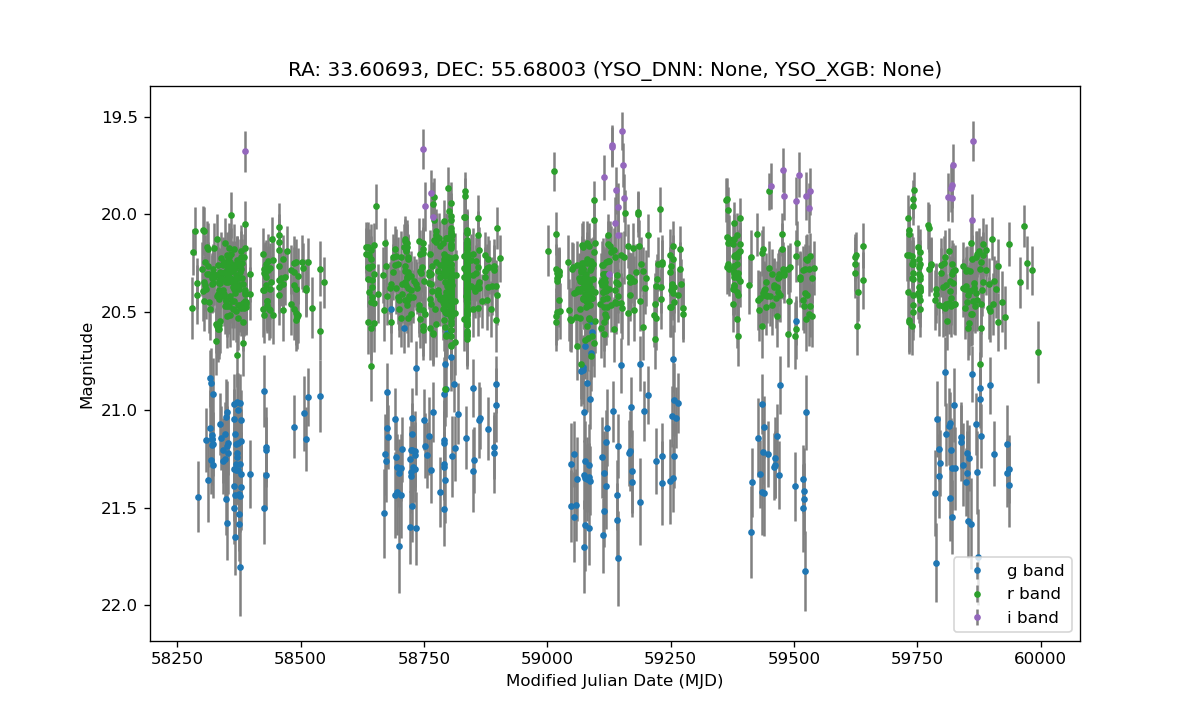 RA: 33.60693, DEC: 55.68003 (YSO_DNN: None, YSO_XGB: None)
19.5
20.0
20.5
21.0
21.5
22.0
Magnitude
g band
r band
i band
58250 58500 58750 59000 59250 59500 59750 60000
Modified Julian Date (MJD)